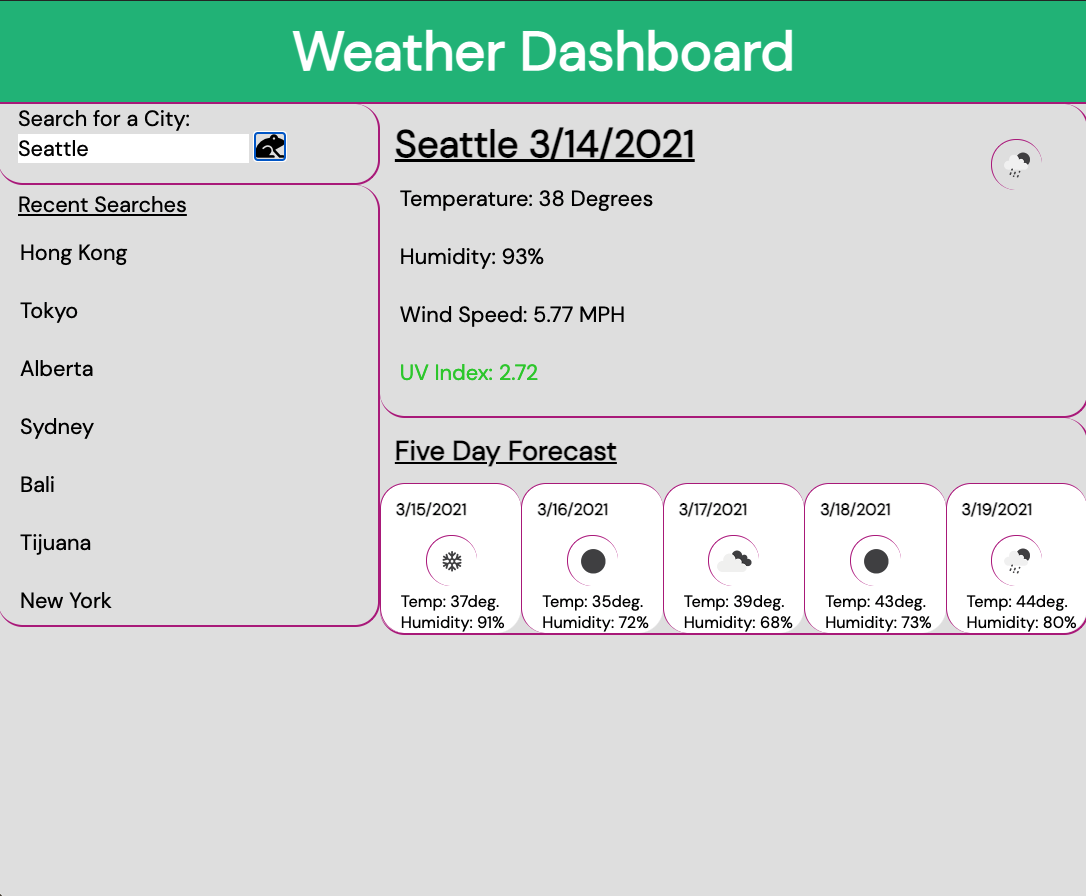 Weather Dashboard
Search for a City:
Seattle
Recent Searches
Hong Kong
Tokyo
Alberta
Sydney
Bali
Tijuana
New York
Seattle 3/14/2021
Temperature: 38 Degrees
Humidity: 93%
Wind Speed: 5.77 MPH
UV Index: 2.72
Five Day Forecast
3/15/2021
Temp: 37deg.
Humidity: 91%
3/16/2021
Temp: 35deg.
Humidity: 72%
3/17/2021
Temp: 39deg.
Humidity: 68%
3/18/2021
Temp: 43deg.
Humidity: 73%
3/19/2021
Temp: 44deg.
Humidity: 80%